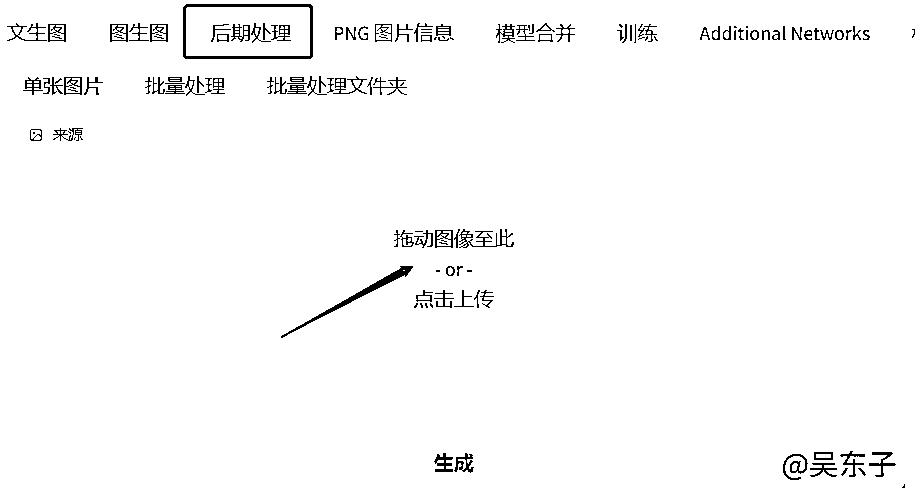 文生图 图生图 后期处理 PNG 图片信息 模型合并 训练 Additional Networks
单张图片 批量处理 批量处理文件夹
来源
拖动图像至此
- or -
点击上传
生成
@吴东子